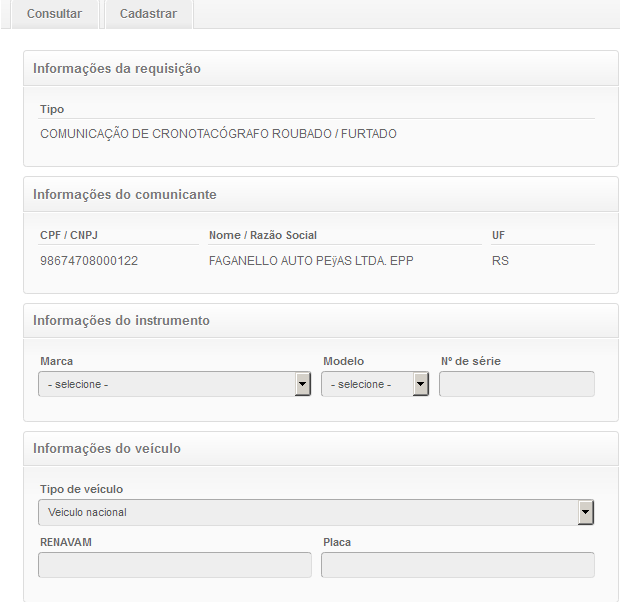 Consultar Cadastrar
Informações da requisição
Tipo
COMUNICAÇÃO DE CRONOTACÓGRAFO ROUBADO / FURTADO
Informações do comunicante
CPF / CNPJ Nome / Razão Social UF
98674708000122 FAGANELLO AUTO PEÿAS LTDA. EPP RS
Informações do instrumento
Marca Modelo Nº de série
- selecione - - selecione -
Informações do veículo
Tipo de veículo
Veiculo nacional
RENAVAM Placa